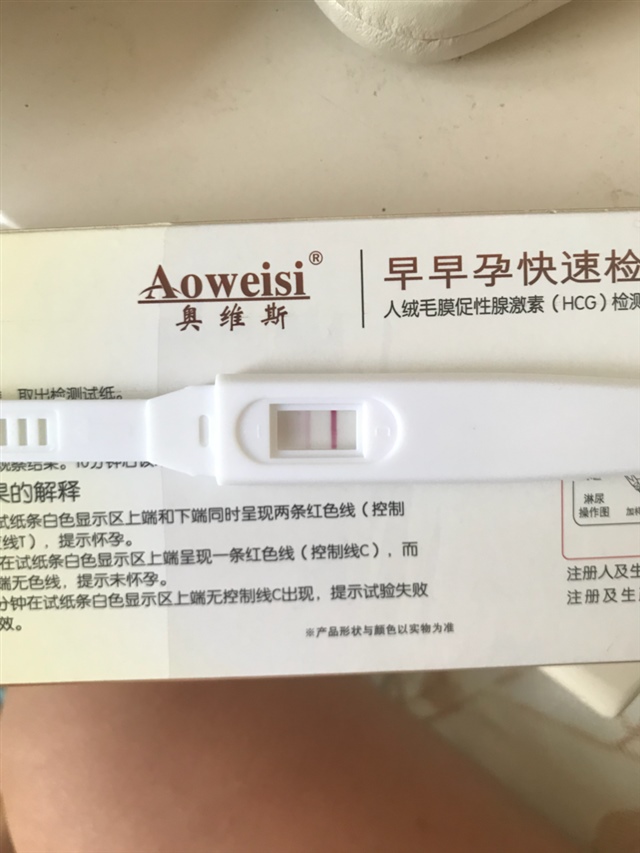 Aoweisi®
奥维斯
早早孕快速检
人绒毛膜促性腺激素（HCG）检测
取出检测试纸。
果的解释
试纸条白色显示区上端和下端同时呈现两条红色线（控制
线T），提示怀孕。
在试纸条白色显示区上端呈现一条红色线（控制线C），而
端无色线，提示未怀孕。
分钟在试纸条白色显示区上端无控制线C出现，提示试验失败
效。
※产品形状与颜色以实物为准
淋尿
操作图
加样
注册人及生
注册及生